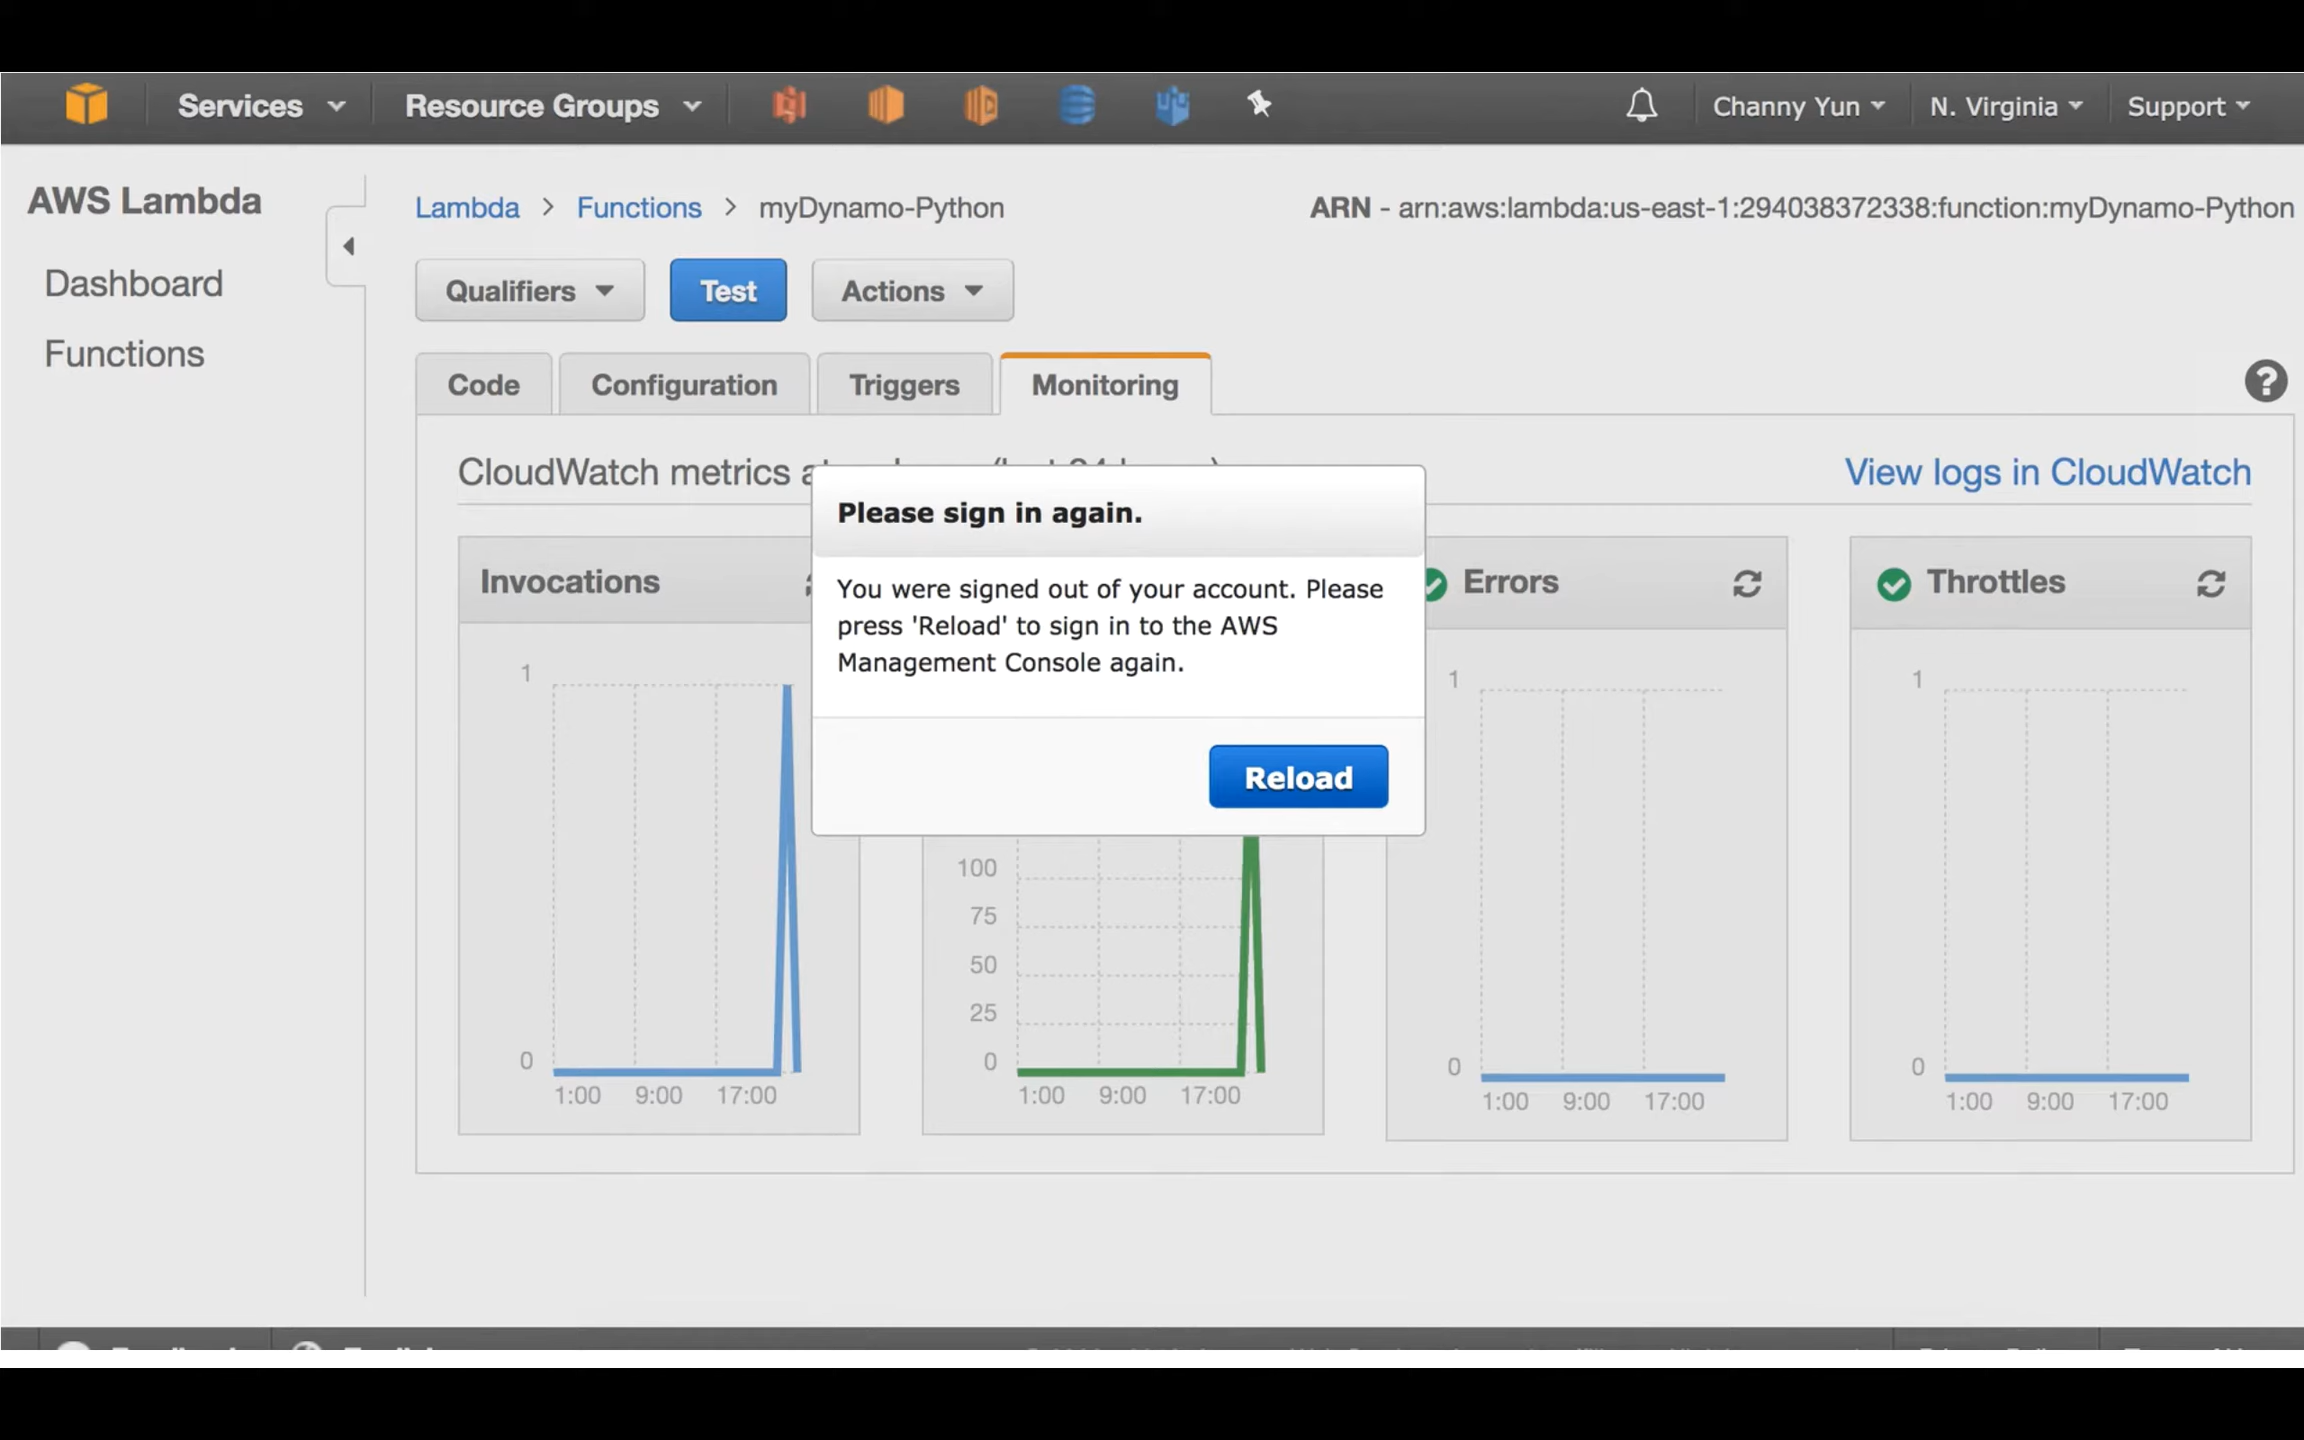 Services
Resource Groups
Channy Yun
N. Virginia
Support
AWS Lambda
Dashboard
Functions
Lambda > Functions > myDynamo-Python
ARN - arn:aws:lambda:us-east-1:294038372338:function:myDynamo-Python
Qualifiers
Test
Actions
Code
Configuration
Triggers
Monitoring
?
CloudWatch metrics
View logs in CloudWatch
Please sign in again.
You were signed out of your account. Please
press 'Reload' to sign in to the AWS
Management Console again.
Reload
Invocations
1
0
1:00 9:00 17:00
100
75
50
25
0
1:00 9:00 17:00
Errors
1
0
1:00 9:00 17:00
Throttles
1
0
1:00 9:00 17:00